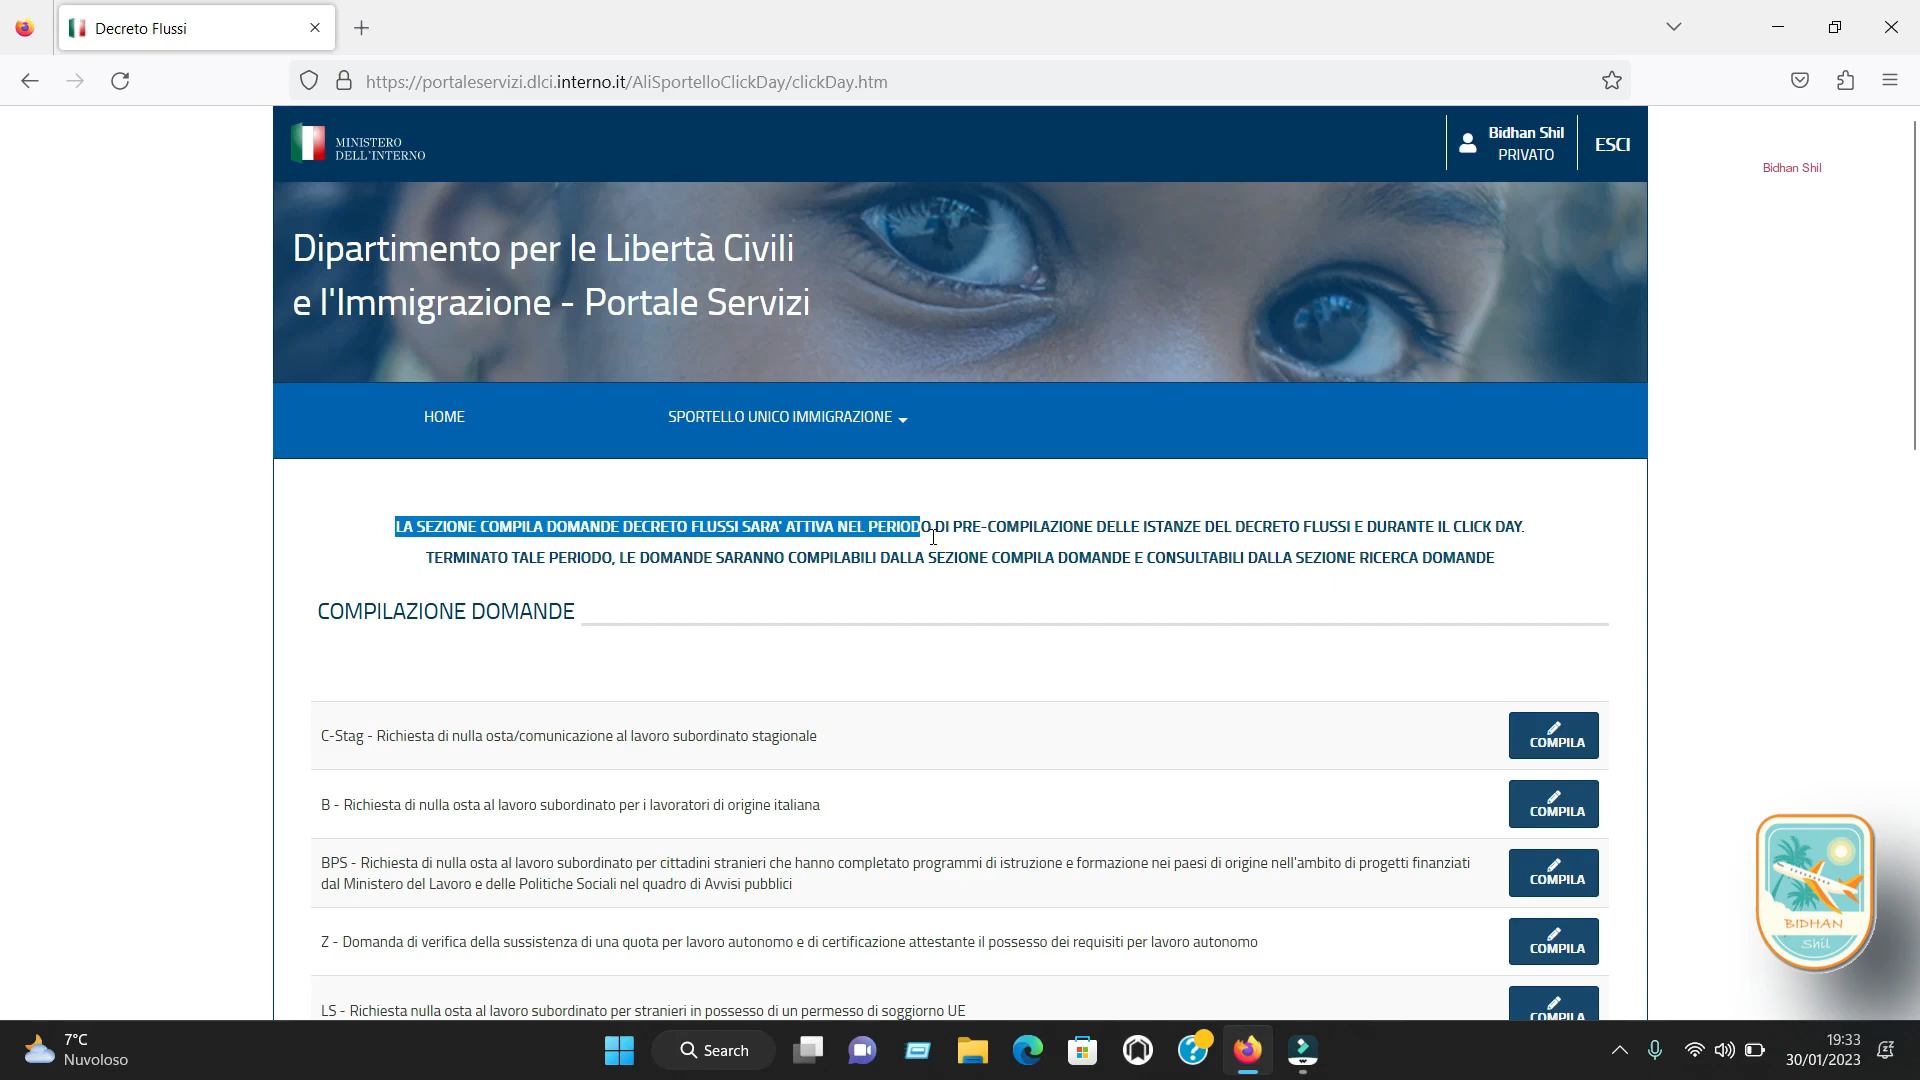 Decreto Flussi
https://portaleservizi.dlci.interno.it/AliSportelloClickDay/clickDay.htm
MINISTERO
DELL'INTERNO
Bidhan Shil
PRIVATO
ESCI
Bidhan Shil
Dipartimento per le Libertà Civili
e l'Immigrazione - Portale Servizi
HOME
SPORTELLO UNICO IMMIGRAZIONE
LA SEZIONE COMPILA DOMANDE DECRETO FLUSSI SARA' ATTIVA NEL PERIODO DI PRE-COMPILAZIONE DELLE ISTANZE DEL DECRETO FLUSSI E DURANTE IL CLICK DAY.
TERMINATO TALE PERIODO, LE DOMANDE SARANNO COMPILABILI DALLA SEZIONE COMPILA DOMANDE E CONSULTABILI DALLA SEZIONE RICERCA DOMANDE
COMPILAZIONE DOMANDE
C-Stag - Richiesta di nulla osta/comunicazione al lavoro subordinato stagionale
COMPILA
B - Richiesta di nulla osta al lavoro subordinato per i lavoratori di origine italiana
COMPILA
BPS - Richiesta di nulla osta al lavoro subordinato per cittadini stranieri che hanno completato programmi di istruzione e formazione nei paesi di origine nell'ambito di progetti finanziati
dal Ministero del Lavoro e delle Politiche Sociali nel quadro di Avvisi pubblici
COMPILA
Z - Domanda di verifica della sussistenza di una quota per lavoro autonomo e di certificazione attestante il possesso dei requisiti per lavoro autonomo
COMPILA
LS - Richiesta nulla osta al lavoro subordinato per stranieri in possesso di un permesso di soggiorno UE
COMPILA
BIDHAN
Shil
7°C
Nuvoloso
Search
19:33
30/01/2023